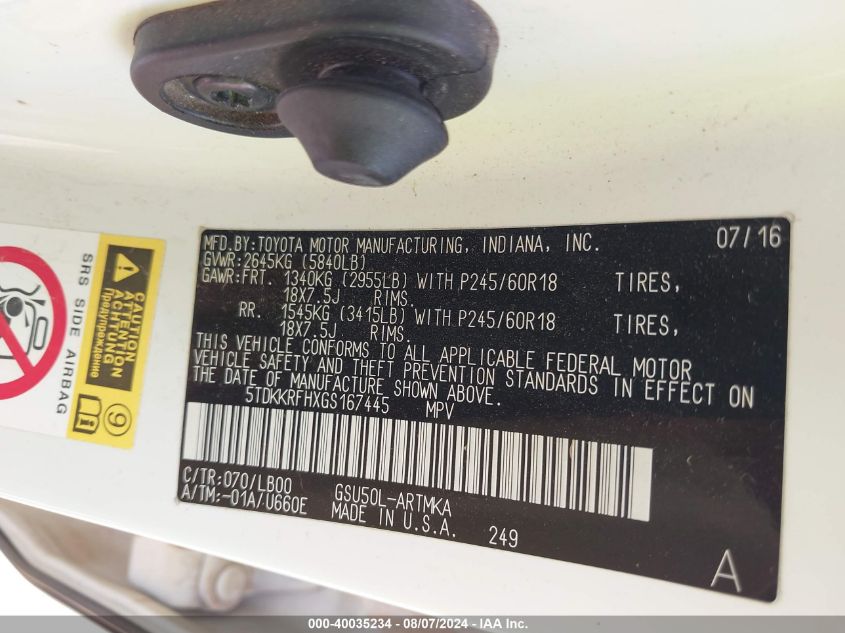 MFD.BY:TOYOTA MOTOR MANUFACTURING, INDIANA, INC. 07/16
GVWR:2645KG (5840LB)
GAWR:FRT. 1340KG (2955LB) WITH P245/60R18 TIRES,
18X7.5J RIMS.
RR. 1545KG (3415LB) WITH P245/60R18 TIRES,
18X7.5J RIMS.
THIS VEHICLE CONFORMS TO ALL APPLICABLE FEDERAL MOTOR
VEHICLE SAFETY AND THEFT PREVENTION STANDARDS IN EFFECT ON
THE DATE OF MANUFACTURE SHOWN ABOVE.
5TDKKRFHXGS167445 MPV
C/TR:070/LB00 GSU50L-ARTMKA
A/TM:-01A/U660E MADE IN U.S.A. 249
A
SRS SIDE AIRBAG
ATTENTION
ACHTUNG
Предупреждение
9
000-40035234 - 08/07/2024 - IAA Inc.